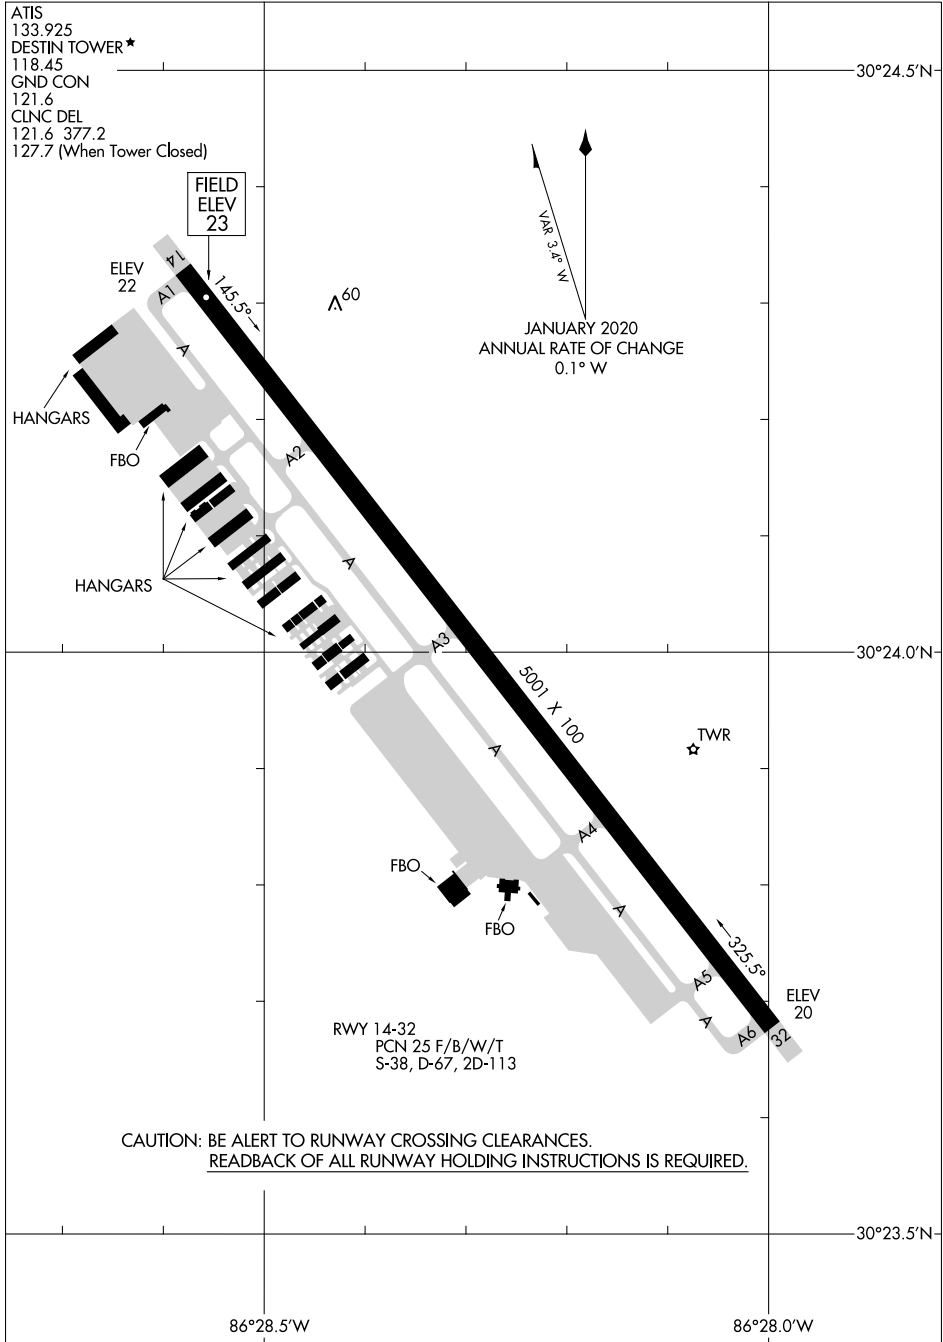 ATIS
133.925
DESTIN TOWER★
118.45
GND CON
121.6
CLNC DEL
121.6 377.2
127.7 (When Tower Closed)
30°24.5'N
FIELD
ELEV
23
VAR 3.4° W
JANUARY 2020
ANNUAL RATE OF CHANGE
0.1° W
14
ELEV
22
A1
145.5°
60
A
HANGARS
FBO
A2
A
HANGARS
A3
30°24.0'N
5001 X 100
A
TWR
A4
FBO
FBO
A
325.5°
A5
ELEV
20
A
A6
32
RWY 14-32
PCN 25 F/B/W/T
S-38, D-67, 2D-113
CAUTION: BE ALERT TO RUNWAY CROSSING CLEARANCES.
READBACK OF ALL RUNWAY HOLDING INSTRUCTIONS IS REQUIRED.
30°23.5'N
86°28.5'W
86°28.0'W